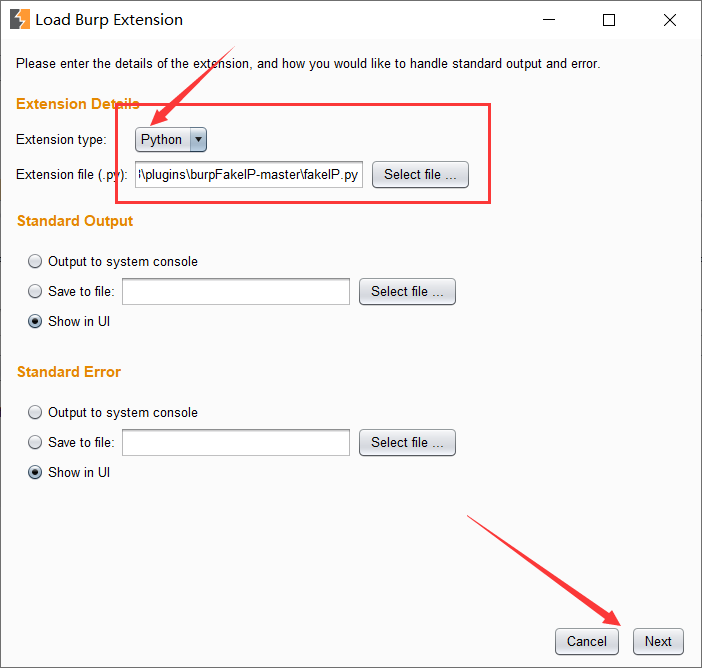 Load Burp Extension
Please enter the details of the extension, and how you would like to handle standard output and error.
Extension Details
Extension type: Python
Extension file (.py): \plugins\burpFakeIP-master\fakeIP.py Select file ...
Standard Output
Output to system console
Save to file: Select file ...
Show in UI
Standard Error
Output to system console
Save to file: Select file ...
Show in UI
Cancel Next